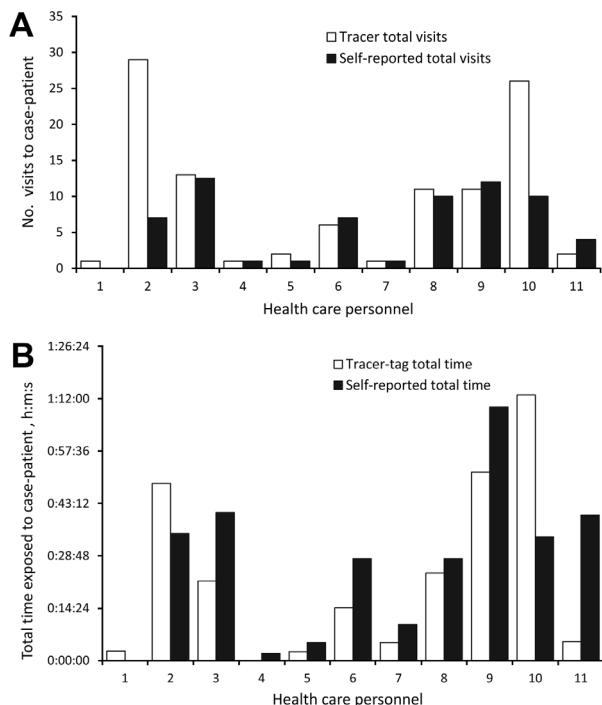 A
35
30
25
20
15
10
5
0
No. visits to case-patient
Tracer total visits
Self-reported total visits
1 2 3 4 5 6 7 8 9 10 11
Health care personnel
B
1:26:24
1:12:00
0:57:36
0:43:12
0:28:48
0:14:24
0:00:00
Total time exposed to case-patient , h:m:s
Tracer-tag total time
Self-reported total time
1 2 3 4 5 6 7 8 9 10 11
Health care personnel